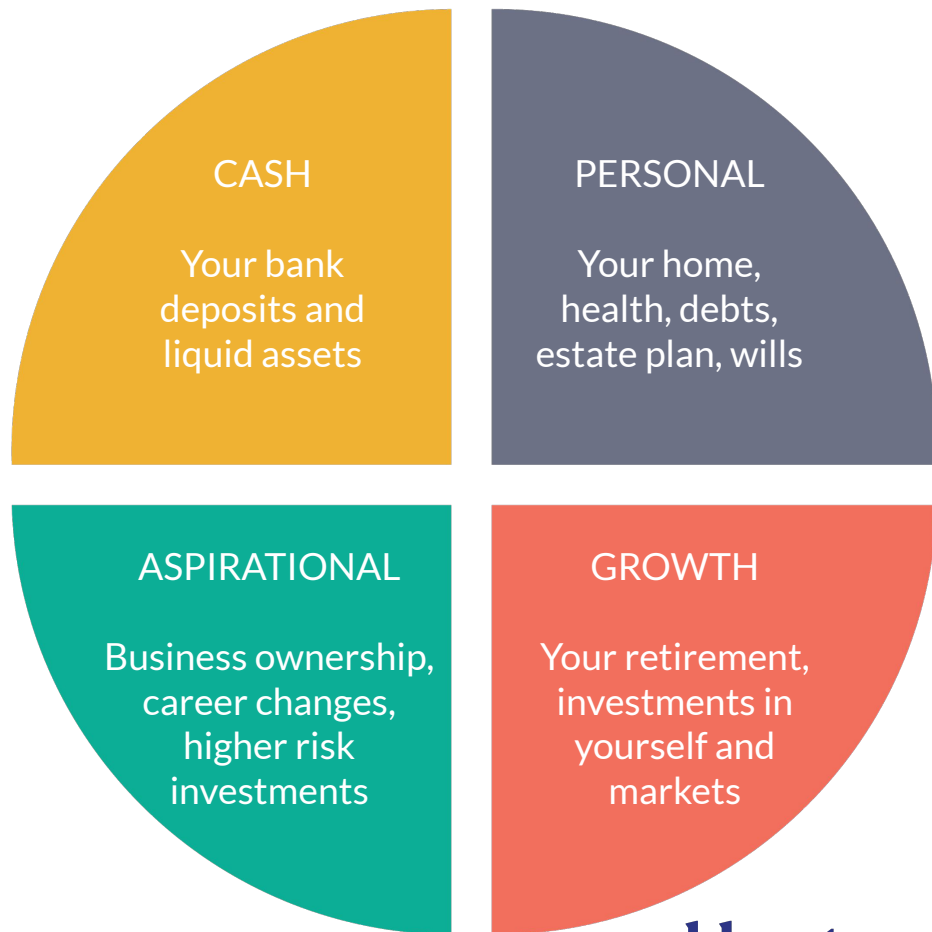 CASH
Your bank
deposits and
liquid assets
PERSONAL
Your home,
health, debts,
estate plan, wills
ASPIRATIONAL
Business ownership,
career changes,
higher risk
investments
GROWTH
Your retirement,
investments in
yourself and
markets